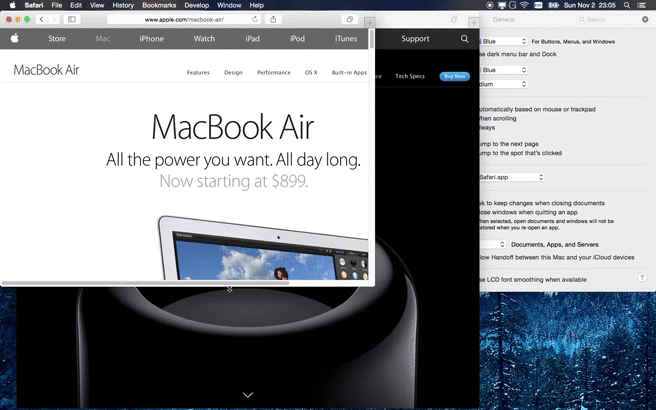 Safari File Edit View History Bookmarks Develop Window Help
Sun Nov 2 23:05
www.apple.com/macbook-air/
General
Search
Store Mac iPhone Watch iPad iPod iTunes Support
Blue
For Buttons, Menus, and Windows
se dark menu bar and Dock
MacBook Air
Features Design Performance OS X Built-in Apps
ce Tech Specs Buy Now
Blue
dium
utomatically based on mouse or trackpad
hen scrolling
ways
MacBook Air
All the power you want. All day long.
Now starting at $899.
ump to the next page
ump to the spot that's clicked
Safari.app
sk to keep changes when closing documents
ose windows when quitting an app
hen selected, open documents and windows will not be
stored when you re-open an app.
Documents, Apps, and Servers
low Handoff between this Mac and your iCloud devices
se LCD font smoothing when available
?